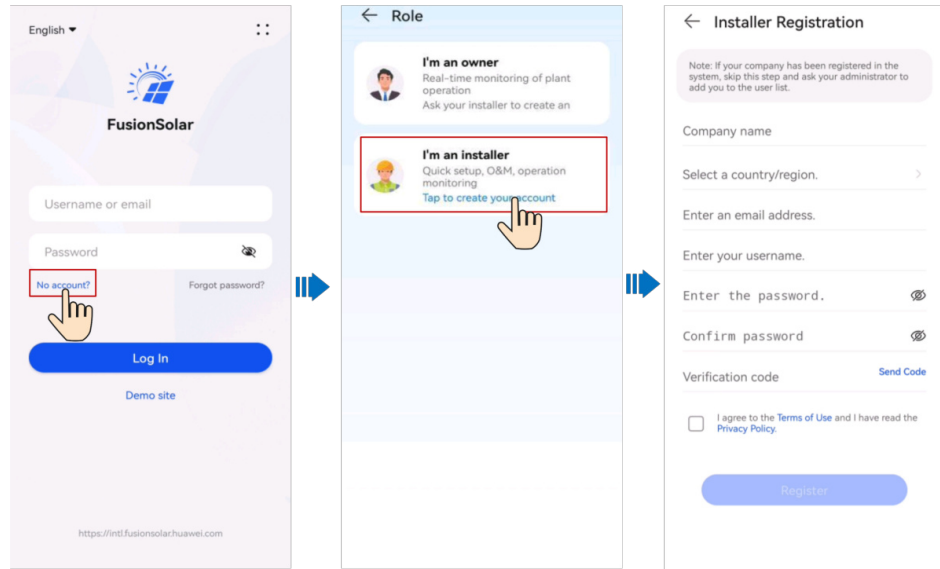 English
FusionSolar
Username or email
Password
No account?
Forgot password?
Log In
Demo site
https://intl.fusionsolar.huawei.com
Role
I'm an owner
Real-time monitoring of plant
operation
Ask your installer to create an
I'm an installer
Quick setup, O&M, operation
monitoring
Tap to create your account
Installer Registration
Note: If your company has been registered in the
system, skip this step and ask your administrator to
add you to the user list.
Company name
Select a country/region.
Enter an email address.
Enter your username.
Enter the password.
Confirm password
Verification code
Send Code
I agree to the Terms of Use and I have read the
Privacy Policy.
Register